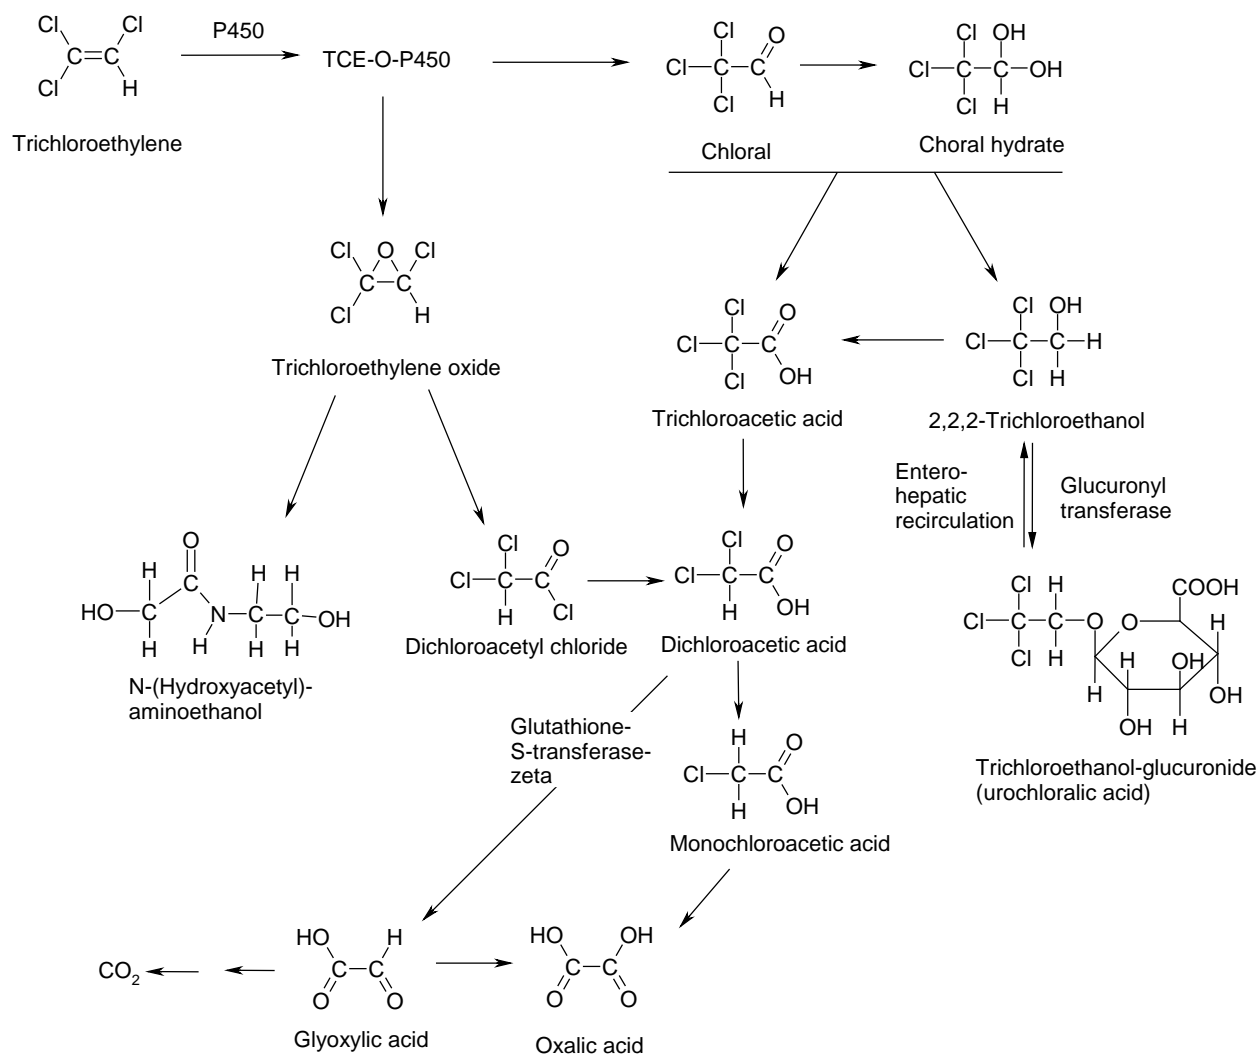 Cl
Cl
P450
C=C
Cl
H
Trichloroethylene
TCE-O-P450
Cl
O
Cl
C
C
Cl
H
Chloral
Cl
OH
Cl
C
C
OH
Cl
H
Choral hydrate
Cl
O
Cl
C
C
Cl
H
Trichloroethylene oxide
Cl
O
Cl
C
C
Cl
OH
Trichloroacetic acid
Cl
OH
Cl
C
C
H
Cl
H
2,2,2-Trichloroethanol
Entero-
hepatic
recirculation
Glucuronyl
transferase
O
H
C
H
H
HO
C
N
C
C
OH
H
H
H
H
N-(Hydroxyacetyl)-
aminoethanol
Cl
O
Cl
C
C
H
Cl
Dichloroacetyl chloride
Cl
O
Cl
C
C
H
OH
Dichloroacetic acid
Cl
H
COOH
Cl
C
C
O
O
H
Cl
H
H
OH
H
OH
OH
H
Trichloroethanol-glucuronide
(urochloralic acid)
Glutathione-
S-transferase-
zeta
H
O
Cl
C
C
H
OH
Monochloroacetic acid
CO2
HO
H
C
C
O
O
Glyoxylic acid
HO
OH
C
C
O
O
Oxalic acid